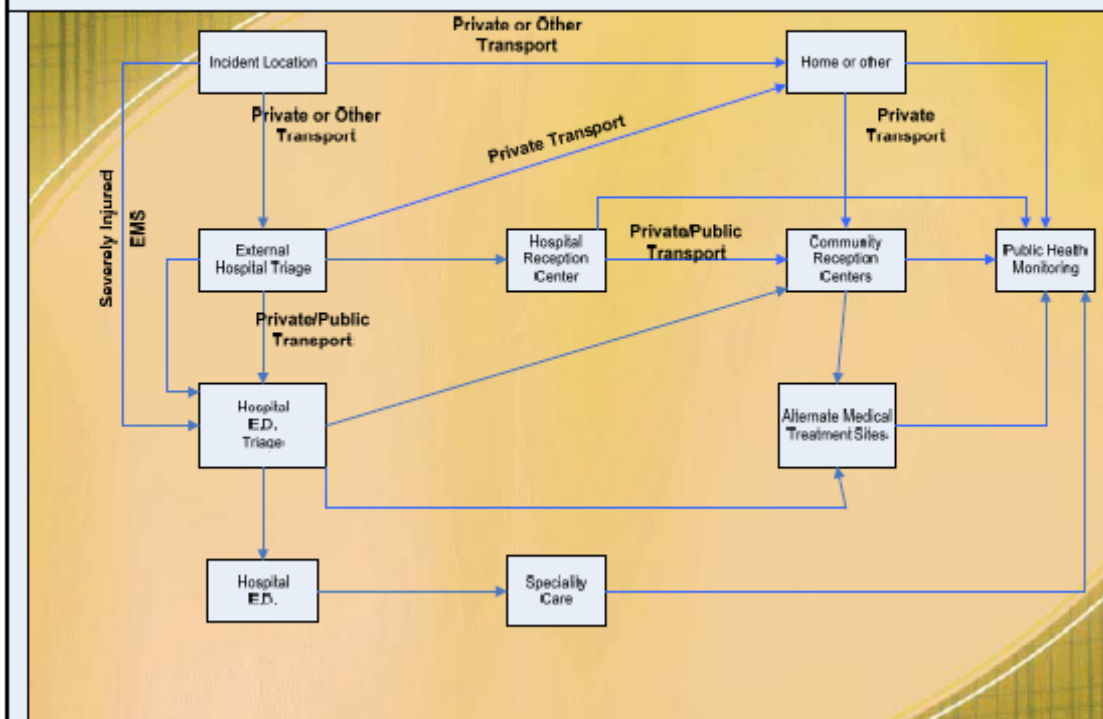 Private or Other
Transport
Incident Location
Home or other
Private or Other
Transport
Private Transport
Private
Transport
Severely Injured
EMS
External
Hospital Triage
Hospital
Reception
Center
Private/Public
Transport
Community
Reception
Centers
Public Health
Monitoring
Private/Public
Transport
Hospital
E.D.
Triage
Alternate Medical
Treatment Sites
Hospital
E.D.
Speciality
Care